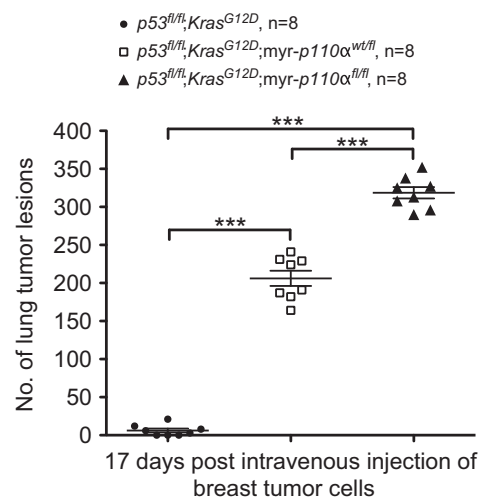 ● p53fl/fl;KrasG12D, n=8
□ p53fl/fl;KrasG12D;myr-p110αwt/fl, n=8
▲ p53fl/fl;KrasG12D;myr-p110αfl/fl, n=8
***
***
***
400
350
300
250
200
150
100
50
0
No. of lung tumor lesions
17 days post intravenous injection of
breast tumor cells